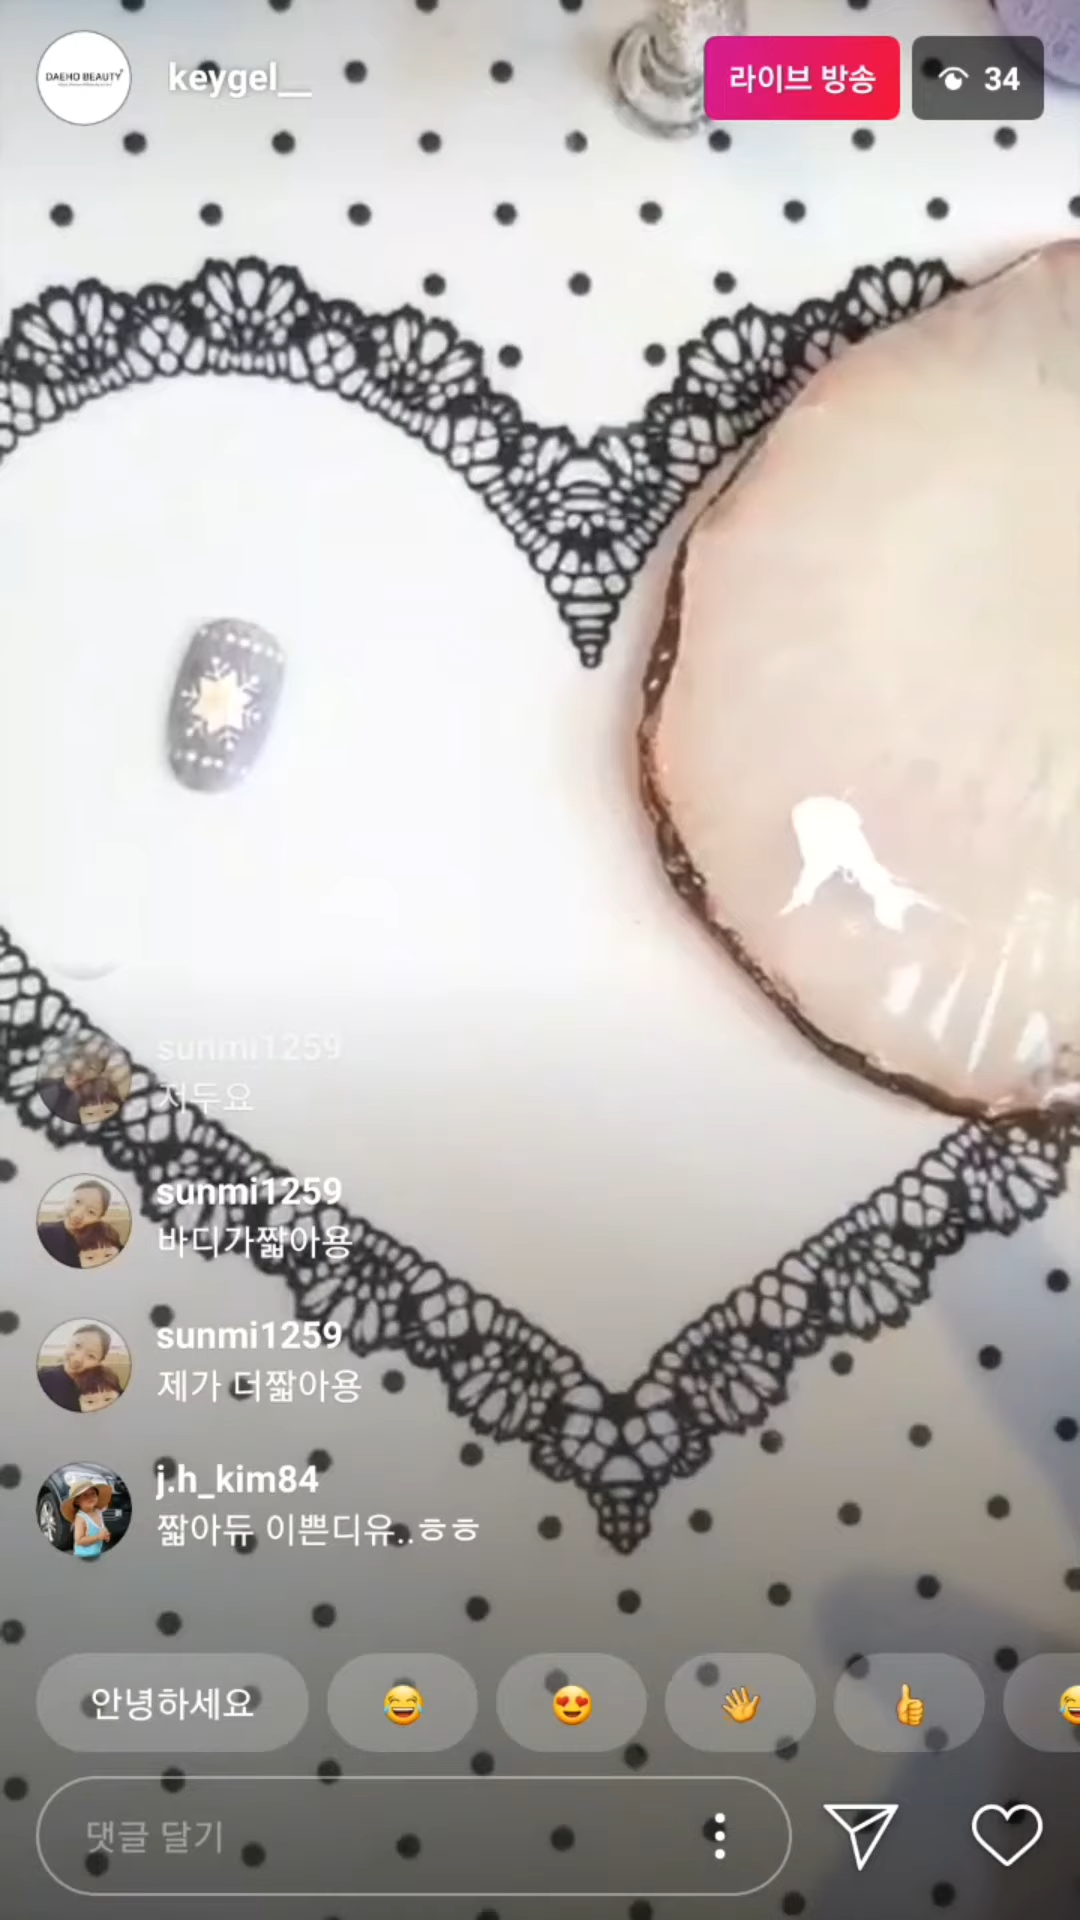 DAEHO BEAUTY
keygel__
라이브 방송
34
sunmi1259
저두요
sunmi1259
바디가짧아용
sunmi1259
제가 더짧아용
j.h_kim84
짧아듀 이쁜디유..ㅎㅎ
안녕하세요
댓글 달기